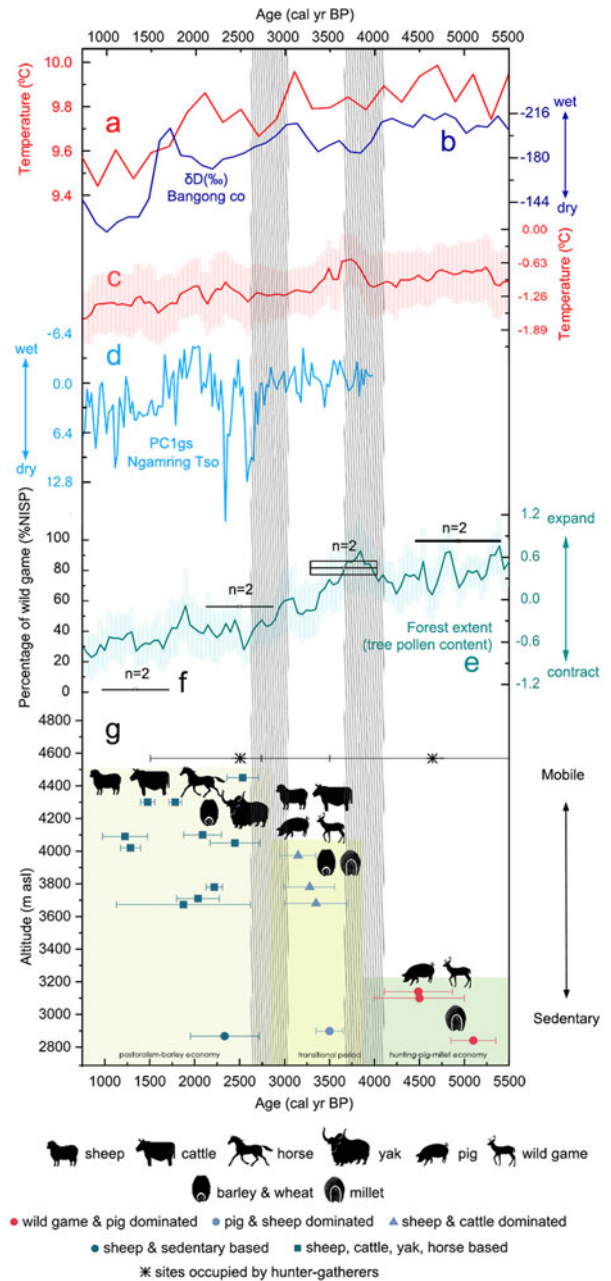 Age (cal yr BP)
1000 1500 2000 2500 3000 3500 4000 4500 5000 5500
10.0
9.8
9.6
9.4
Temperature (ºC)
a
b
δD(‰)
Bangong co
-216
-180
-144
wet
dry
c
0.00
-0.63
-1.26
-1.89
Temperature (ºC)
d
-6.4
0.0
6.4
12.8
wet
dry
PC1gs
Ngamring Tso
Percentage of wild game (%NISP)
100
80
60
40
20
0
n=2
n=2
n=2
n=2
1.2
0.6
0.0
-0.6
-1.2
expand
contract
Forest extent
(tree pollen content)
e
f
g
4800
4600
4400
4200
4000
3800
3600
3400
3200
3000
2800
Altitude (m asl)
Mobile
Sedentary
pastoralism-barley economy
transitional period
hunting-pig-millet economy
1000 1500 2000 2500 3000 3500 4000 4500 5000 5500
Age (cal yr BP)
sheep cattle horse yak pig wild game
barley & wheat millet
wild game & pig dominated pig & sheep dominated sheep & cattle dominated
sheep & sedentary based sheep, cattle, yak, horse based
sites occupied by hunter-gatherers